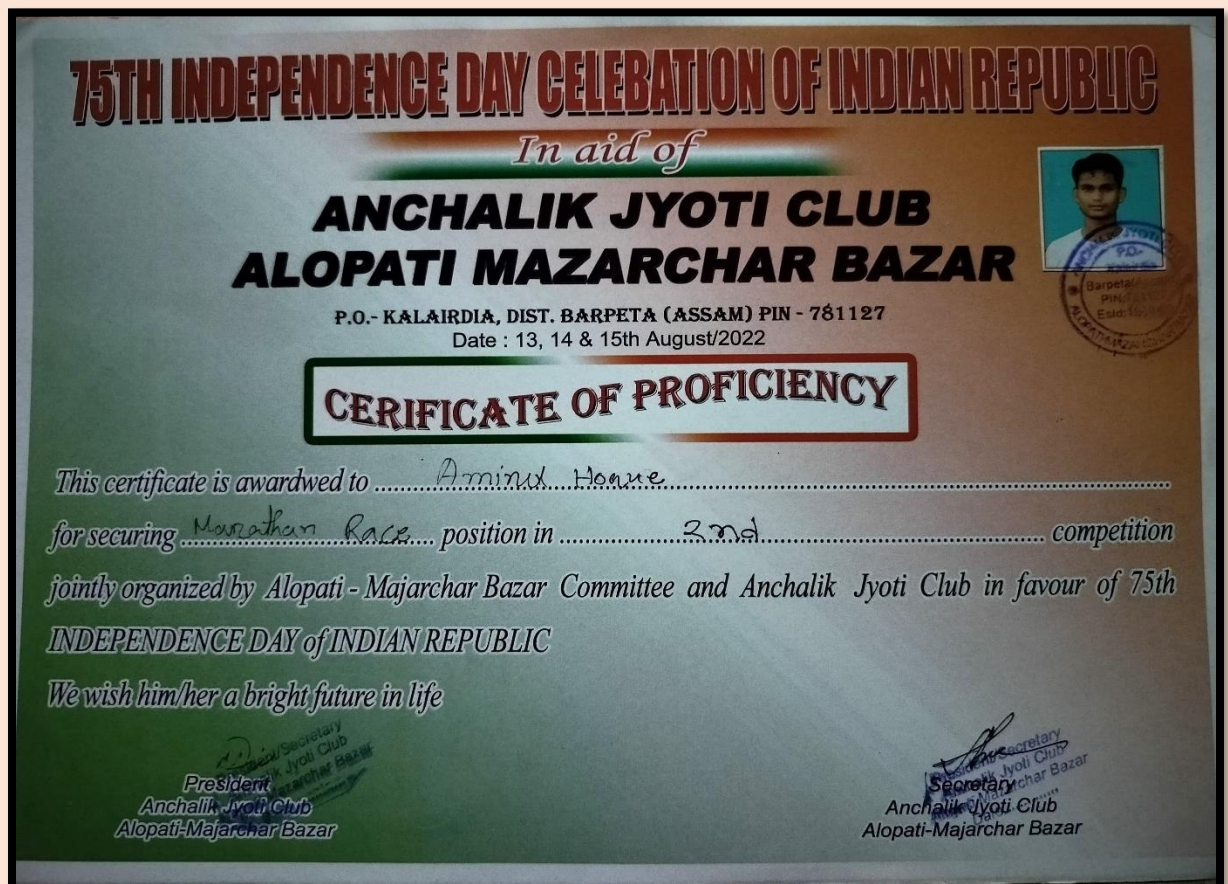 75TH INDEPENDENCE DAY CELEBATION OF INDIAN REPUBLIC
In aid of
ANCHALIK JYOTI CLUB
ALOPATI MAZARCHAR BAZAR
P.O.- KALAIRDIA, DIST. BARPETA (ASSAM) PIN - 781127
Date : 13, 14 & 15th August/2022
CERIFICATE OF PROFICIENCY
This certificate is awardwed to Aminul Hoque
for securing Marathan Race position in 2nd competition
jointly organized by Alopati - Majarchar Bazar Committee and Anchalik Jyoti Club in favour of 75th
INDEPENDENCE DAY of INDIAN REPUBLIC
We wish him/her a bright future in life
President
Anchalik Jyoti Club
Alopati-Majarchar Bazar
Secretary
Anchalik Jyoti Club
Alopati-Majarchar Bazar